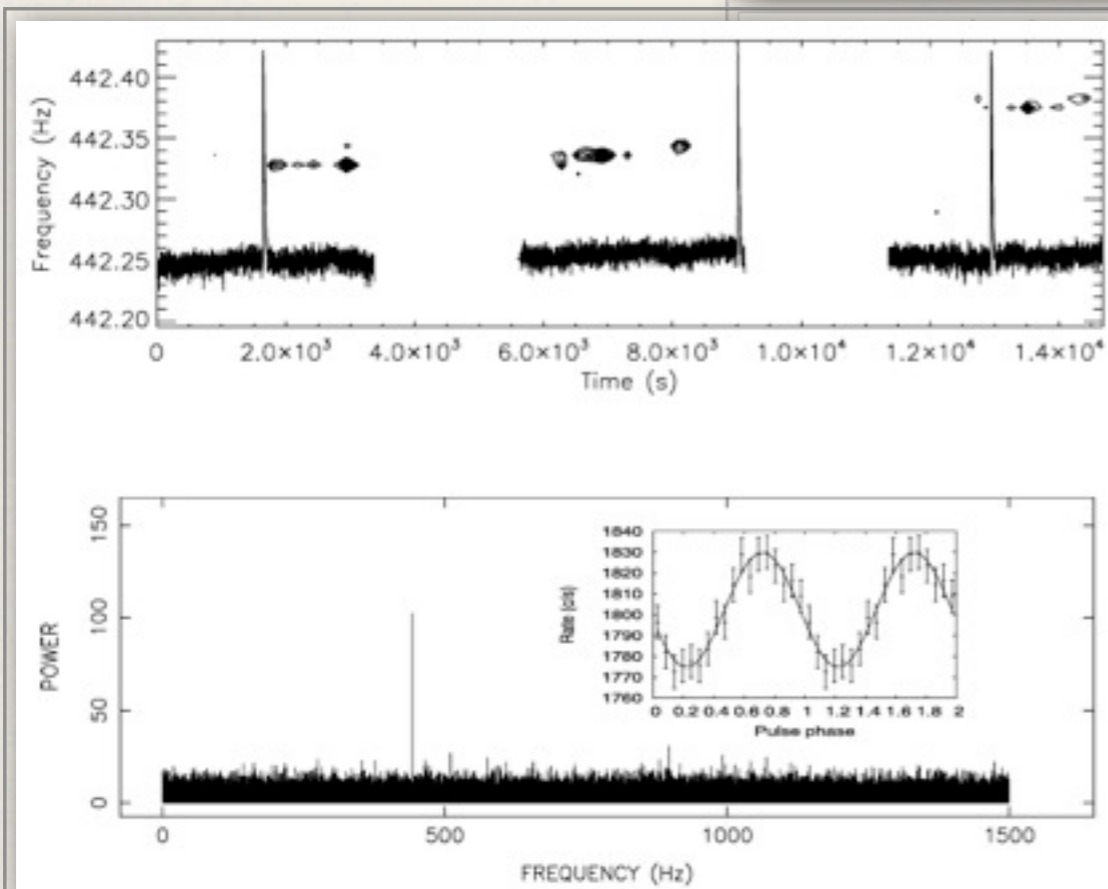 442.40
442.35
442.30
442.25
442.20
Frequency (Hz)
0 2.0×10³ 4.0×10³ 6.0×10³ 8.0×10³ 1.0×10⁴ 1.2×10⁴ 1.4×10⁴
Time (s)
150
100
50
0
POWER
1840
1830
1820
1810
1800
1790
1780
1770
1760
Rate (c/s)
0 0.2 0.4 0.6 0.8 1 1.2 1.4 1.6 1.8 2
Pulse phase
0 500 1000 1500
FREQUENCY (Hz)